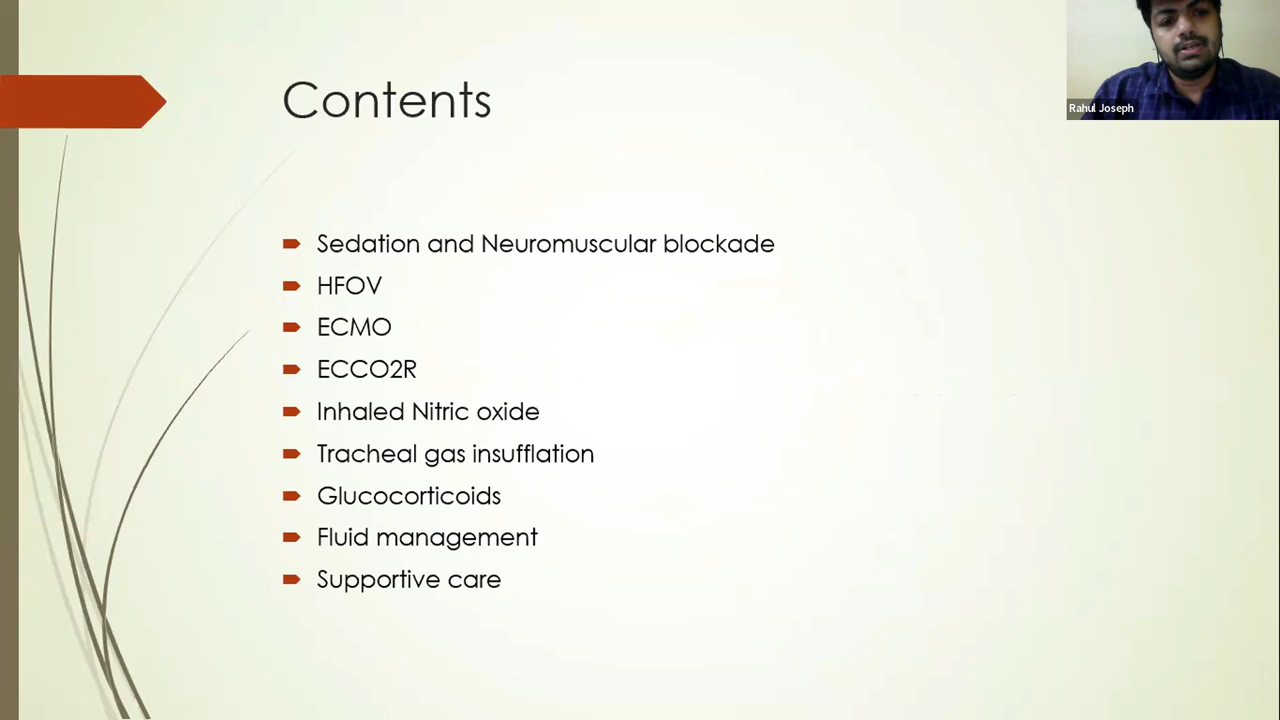 Contents
Rahul Joseph
Sedation and Neuromuscular blockade
HFOV
ECMO
ECCO2R
Inhaled Nitric oxide
Tracheal gas insufflation
Glucocorticoids
Fluid management
Supportive care